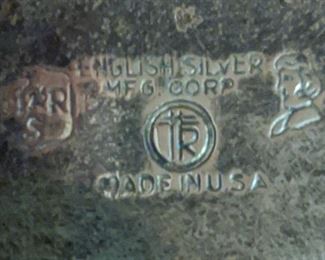 ENGLISH SILVER
MFG. CORP
MADE IN U.S.A